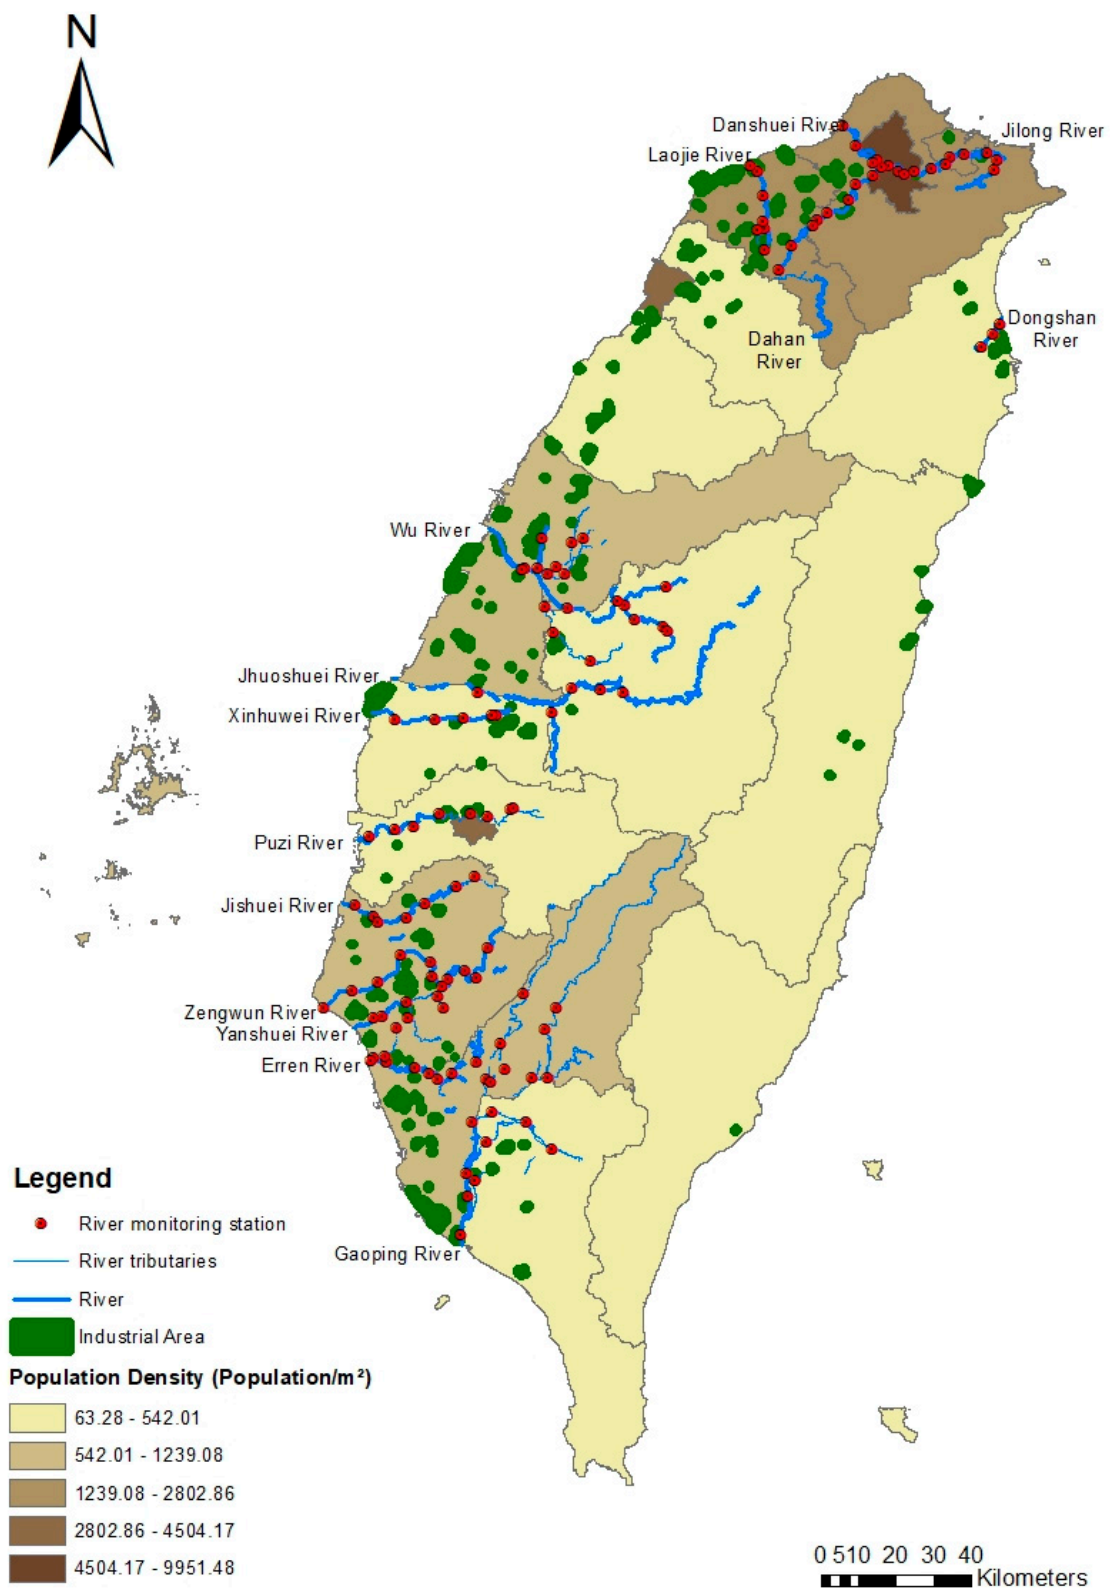 N
Danshuei River
Jilong River
Laojie River
Dongshan
River
Dahan
River
Wu River
Jhuoshuei River
Xinhuwei River
Puzi River
Jishuei River
Zengwun River
Yanshuei River
Erren River
Gaoping River
Legend
River monitoring station
River tributaries
River
Industrial Area
Population Density (Population/m²)
63.28 - 542.01
542.01 - 1239.08
1239.08 - 2802.86
2802.86 - 4504.17
4504.17 - 9951.48
0 510 20 30 40
Kilometers